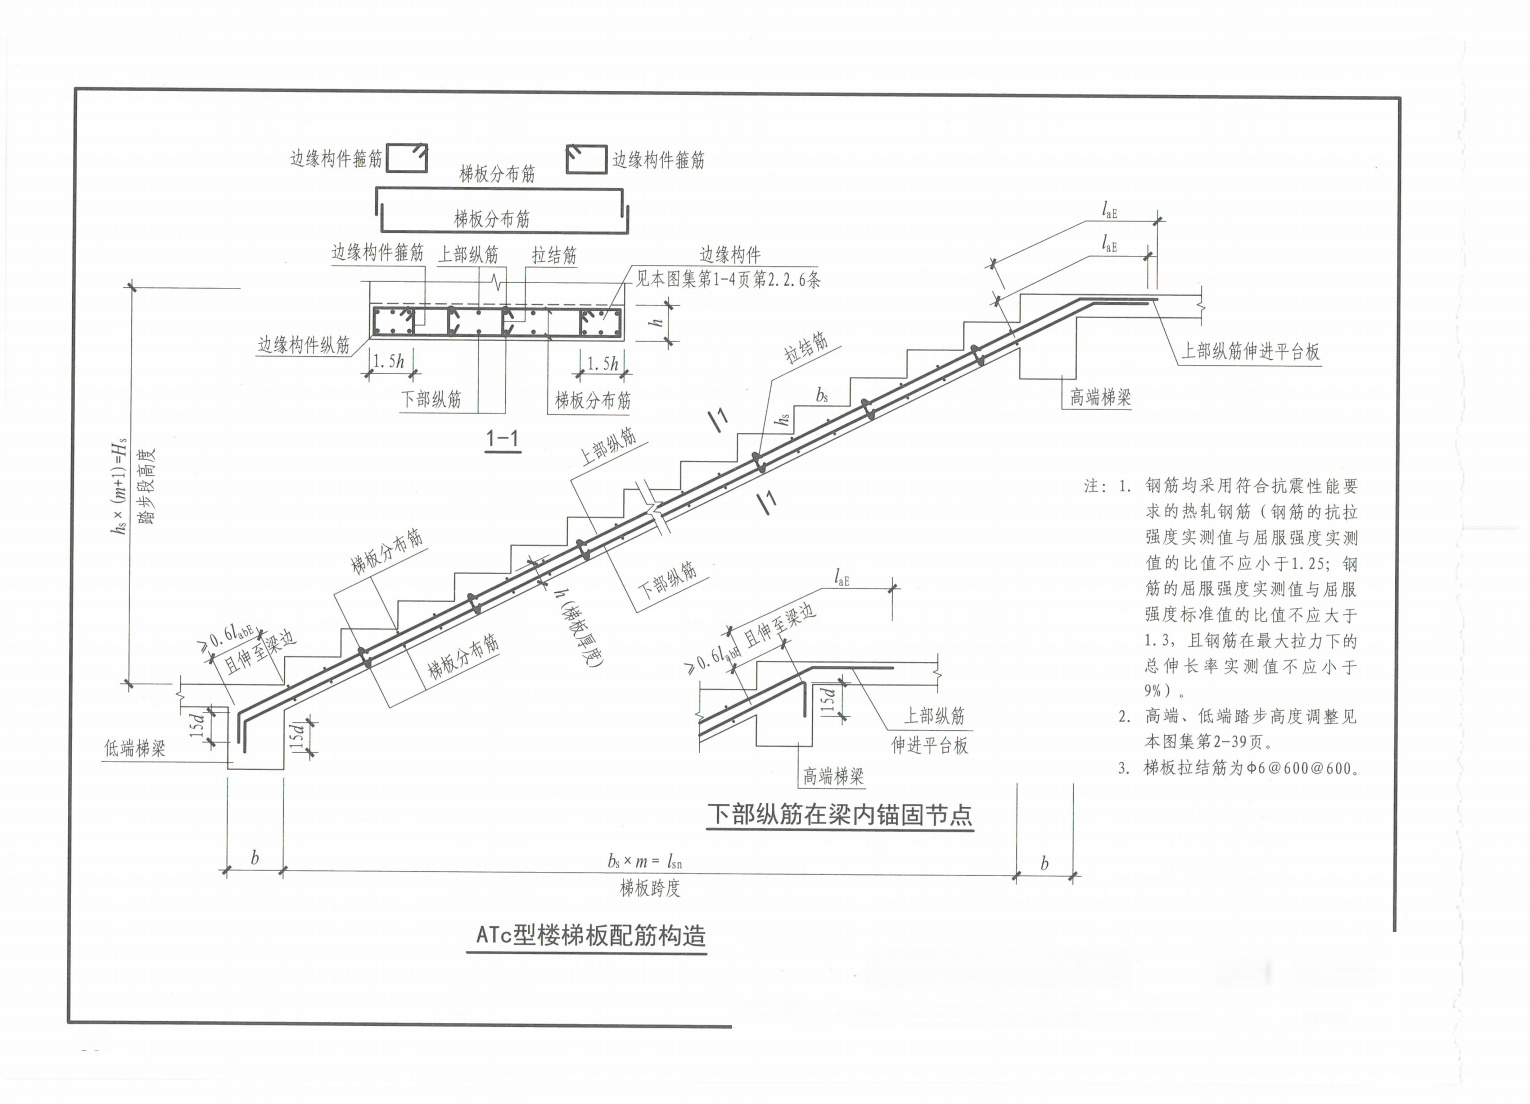 边缘构件箍筋
边缘构件箍筋
梯板分布筋
梯板分布筋
边缘构件箍筋
上部纵筋
拉结筋
边缘构件
见本图集第1-4页第2.2.6条
边缘构件纵筋
h
1.5h
1.5h
下部纵筋
梯板分布筋
1-1
laE
laE
上部纵筋伸进平台板
高端梯梁
拉结筋
bs
hs
1
1
上部纵筋
下部纵筋
梯板分布筋
梯板分布筋
h(梯板厚度)
hs×(m+1)=Hs
踏步段高度
≥0.6labE
且伸至梁边
15d
15d
低端梯梁
laE
≥0.6labE
且伸至梁边
15d
上部纵筋
伸进平台板
高端梯梁
下部纵筋在梁内锚固节点
b
bs×m=lsn
梯板跨度
b
ATc型楼梯板配筋构造
注: 1. 钢筋均采用符合抗震性能要
求的热轧钢筋(钢筋的抗拉
强度实测值与屈服强度实测
值的比值不应小于1.25; 钢
筋的屈服强度实测值与屈服
强度标准值的比值不应大于
1.3, 且钢筋在最大拉力下的
总伸长率实测值不应小于
9%)。
2. 高端、低端踏步高度调整见
本图集第2-39页。
3. 梯板拉结筋为Φ6@600@600。